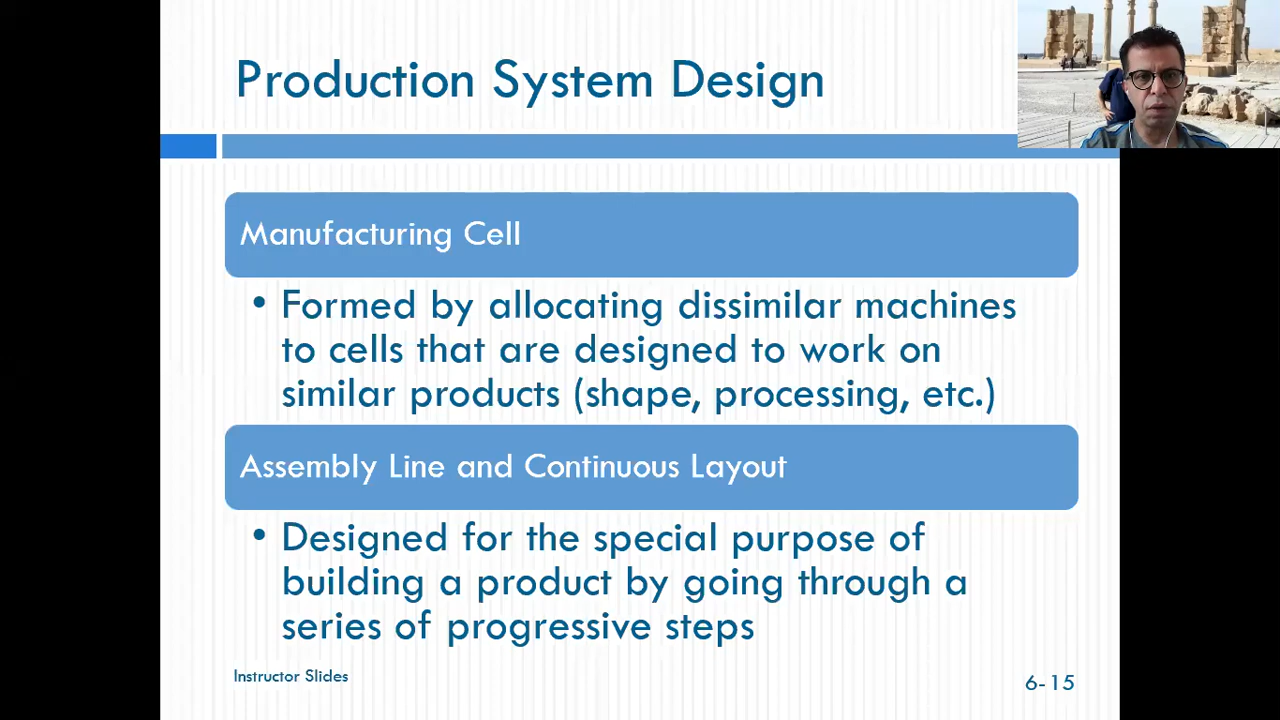 Production System Design
Manufacturing Cell
• Formed by allocating dissimilar machines
to cells that are designed to work on
similar products (shape, processing, etc.)
Assembly Line and Continuous Layout
• Designed for the special purpose of
building a product by going through a
series of progressive steps
Instructor Slides
6-15